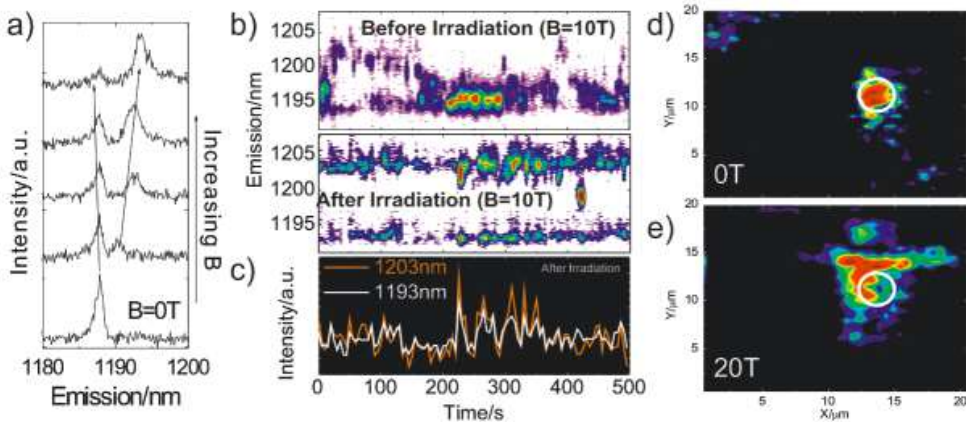 a)
Intensity/a.u.
Increasing B
B=0T
1180 1190 1200
Emission/nm
b)
Before Irradiation (B=10T)
1205
1200
1195
Emission/nm
1205
1200
1195
After Irradiation (B=10T)
c)
1203nm
1193nm
After Irradiation
Intensity/a.u.
0 100 200 300 400 500
Time/s
d)
20
15
10
5
Y/µm
0T
e)
20
15
10
5
Y/µm
20T
5 10 15 20
X/µm